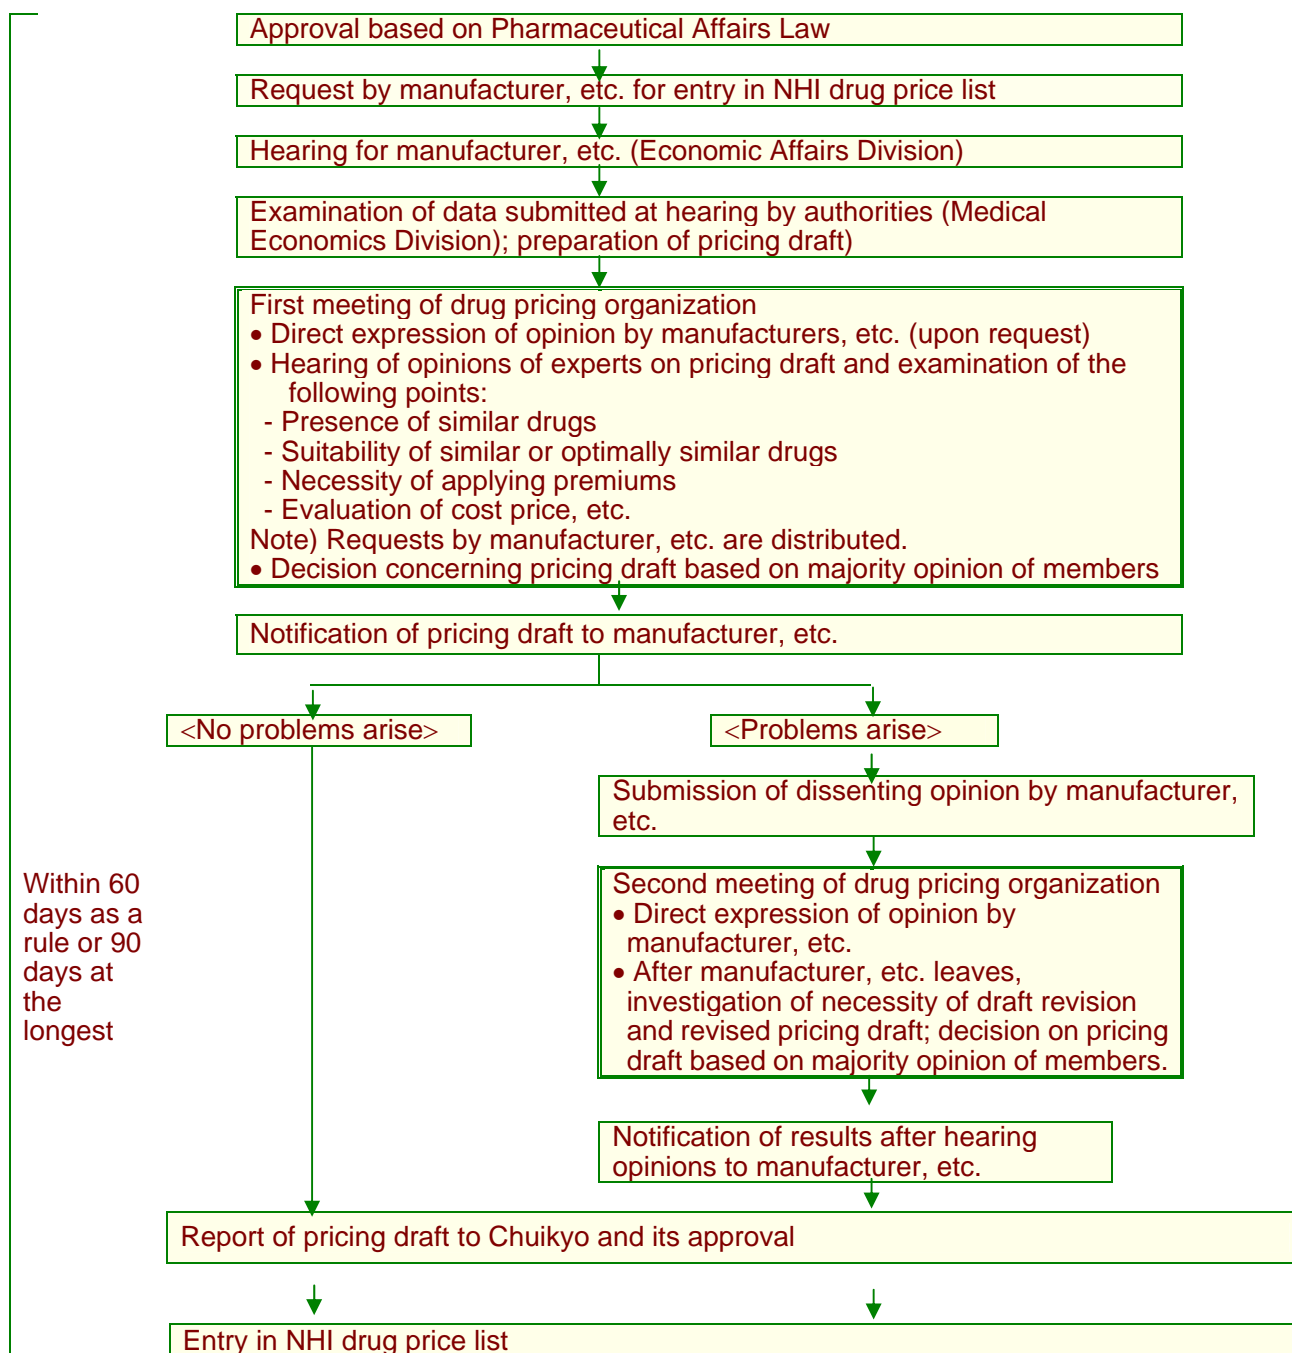 Approval based on Pharmaceutical Affairs Law
Request by manufacturer, etc. for entry in NHI drug price list
Hearing for manufacturer, etc. (Economic Affairs Division)
Examination of data submitted at hearing by authorities (Medical
Economics Division); preparation of pricing draft)
First meeting of drug pricing organization
• Direct expression of opinion by manufacturers, etc. (upon request)
• Hearing of opinions of experts on pricing draft and examination of the
following points:
- Presence of similar drugs
- Suitability of similar or optimally similar drugs
- Necessity of applying premiums
- Evaluation of cost price, etc.
Note) Requests by manufacturer, etc. are distributed.
• Decision concerning pricing draft based on majority opinion of members
Notification of pricing draft to manufacturer, etc.
<No problems arise>
<Problems arise>
Submission of dissenting opinion by manufacturer,
etc.
Within 60
days as a
rule or 90
days at
the
longest
Second meeting of drug pricing organization
• Direct expression of opinion by
manufacturer, etc.
• After manufacturer, etc. leaves,
investigation of necessity of draft revision
and revised pricing draft; decision on pricing
draft based on majority opinion of members.
Notification of results after hearing
opinions to manufacturer, etc.
Report of pricing draft to Chuikyo and its approval
Entry in NHI drug price list